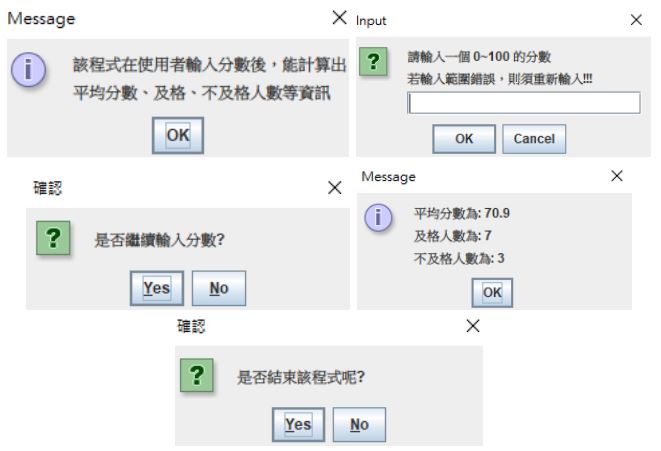 Message
該程式在使用者輸入分數後，能計算出
平均分數、及格、不及格人數等資訊
OK
Input
請輸入一個 0~100 的分數
若輸入範圍錯誤，則須重新輸入!!!
OK Cancel
確認
是否繼續輸入分數?
Yes No
Message
平均分數為: 70.9
及格人數為: 7
不及格人數為: 3
OK
確認
是否結束該程式呢?
Yes No